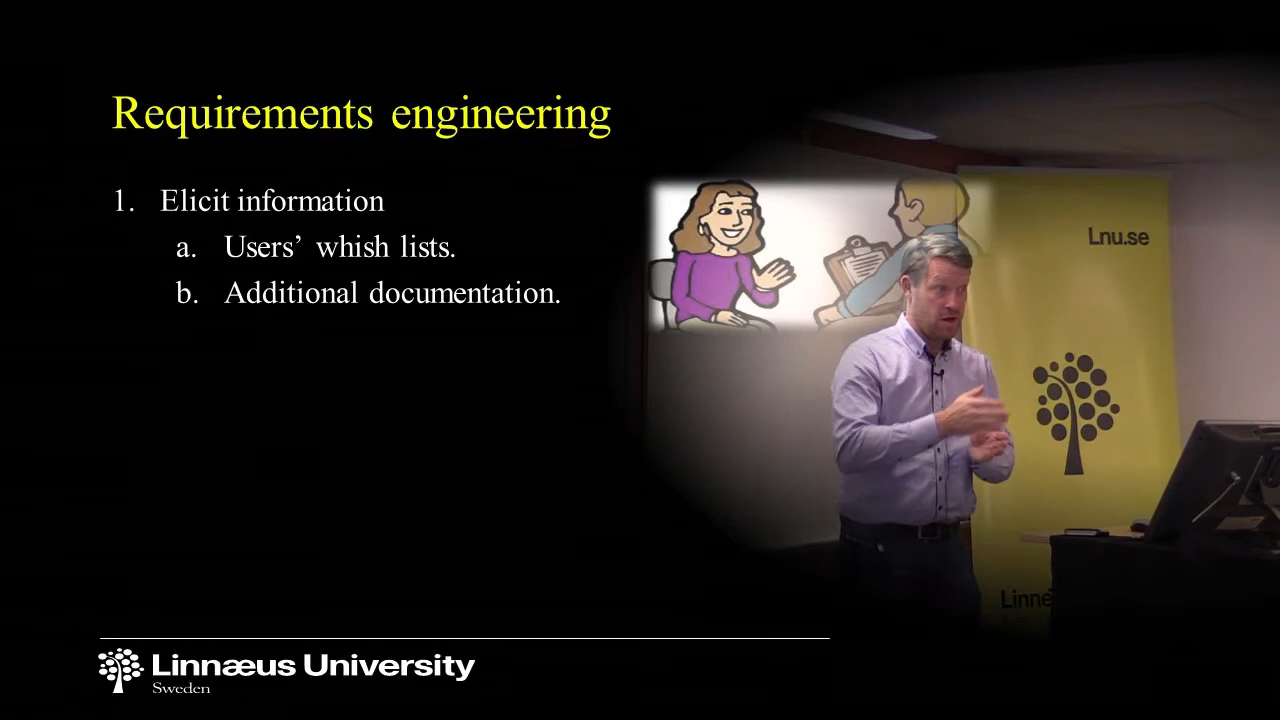 Requirements engineering
1. Elicit information
a. Users’ whish lists.
b. Additional documentation.
Lnu.se
Linnæus University
Sweden